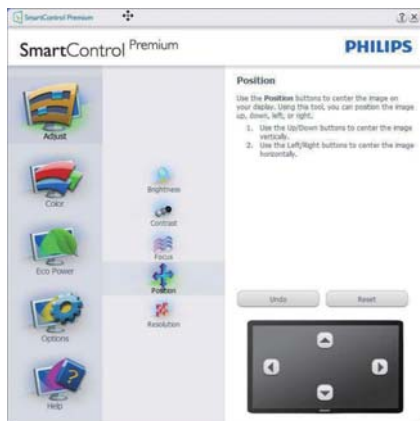 SmartControl Premium
SmartControl Premium
PHILIPS
Adjust
Color
Eco Power
Options
Help
Brightness
Contrast
Focus
Position
Resolution
Position
Use the Position buttons to center the image on
your display. Using the tool, you can position the image
up, down, left, or right.
1. Use the Up/Down buttons to center the image
vertically.
2. Use the Left/Right buttons to center the image
horizontally.
Undo
Reset